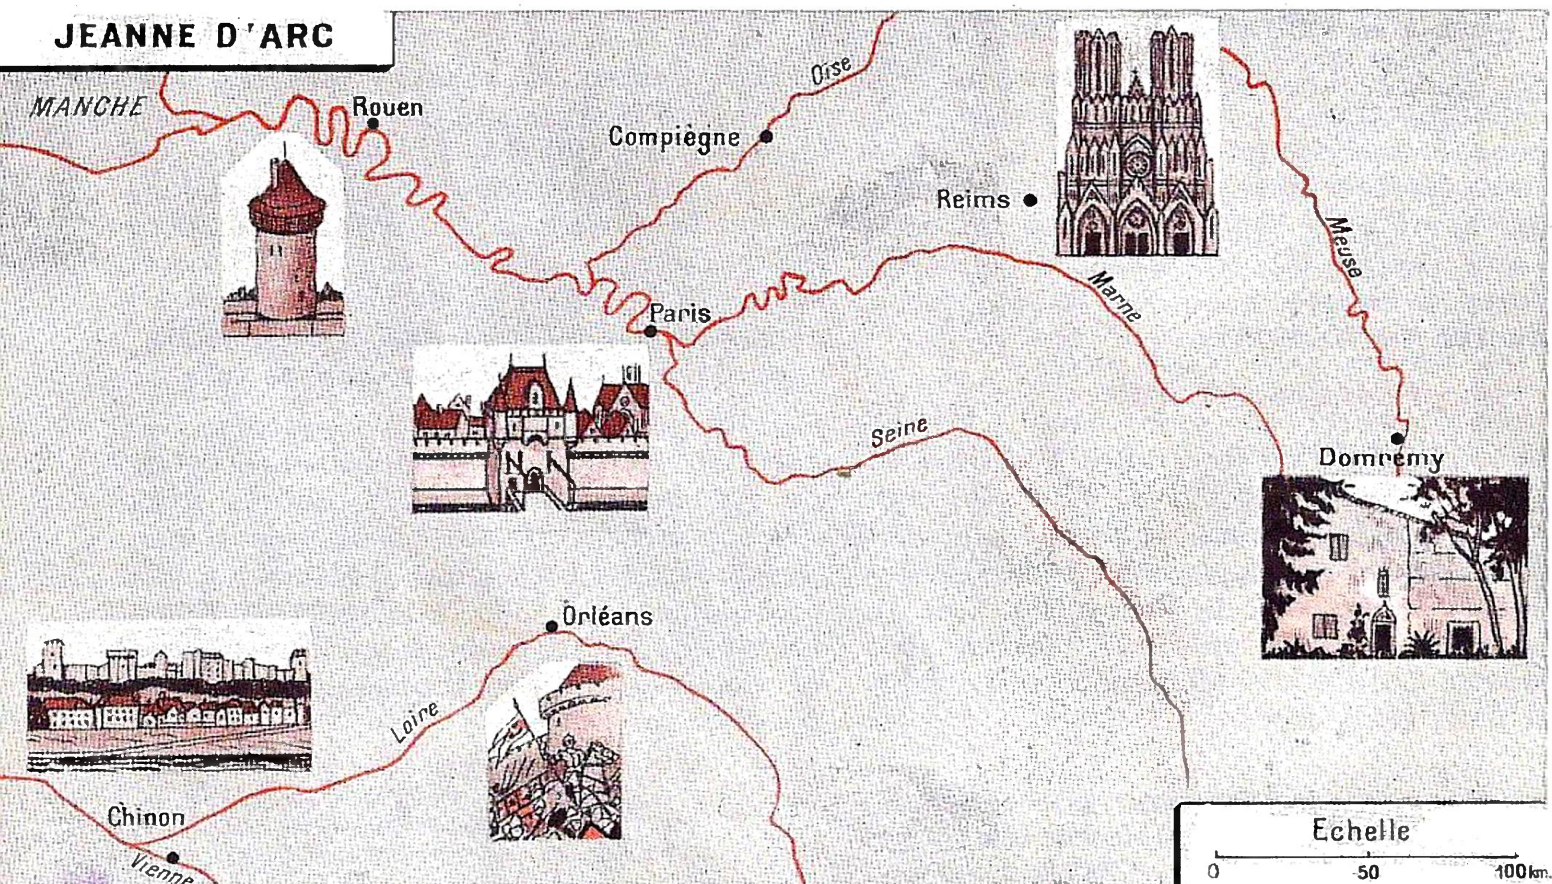 JEANNE D'ARC
MANCHE
Rouen
Oise
Compiègne
Reims
Meuse
Marne
Paris
Seine
Domremy
Orléans
Loire
Chinon
Vienne
Echelle
0 50 100 km.